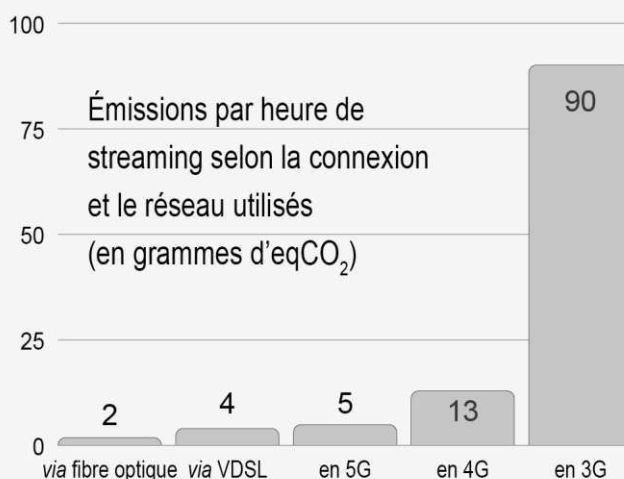 100
75
50
25
0
Émissions par heure de
streaming selon la connexion
et le réseau utilisés
(en grammes d’eqCO₂)
2
4
5
13
90
via fibre optique
via VDSL
en 5G
en 4G
en 3G